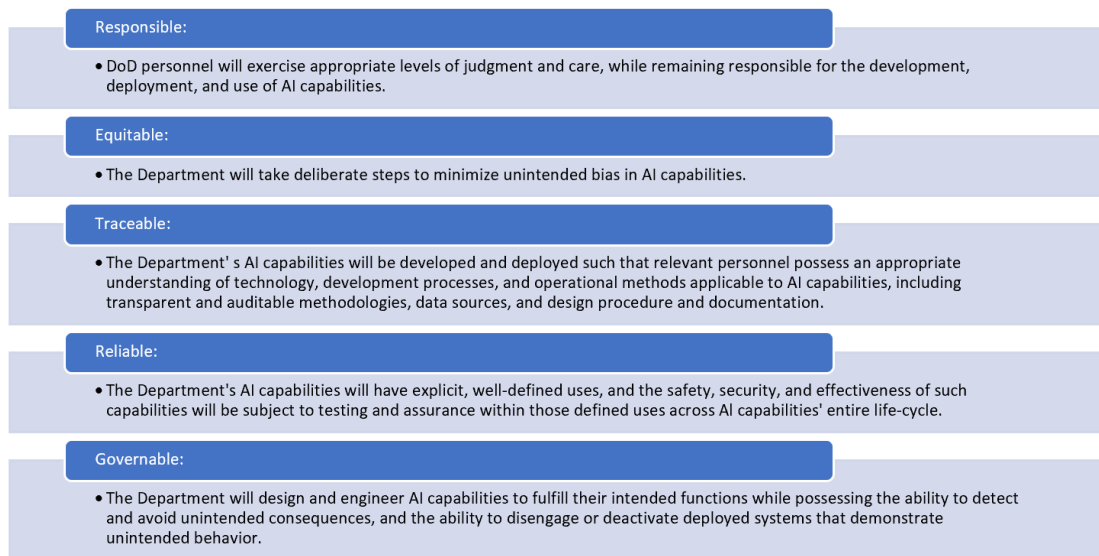 Responsible:
• DoD personnel will exercise appropriate levels of judgment and care, while remaining responsible for the development,
deployment, and use of AI capabilities.
Equitable:
• The Department will take deliberate steps to minimize unintended bias in AI capabilities.
Traceable:
• The Department' s AI capabilities will be developed and deployed such that relevant personnel possess an appropriate
understanding of technology, development processes, and operational methods applicable to AI capabilities, including
transparent and auditable methodologies, data sources, and design procedure and documentation.
Reliable:
• The Department's AI capabilities will have explicit, well-defined uses, and the safety, security, and effectiveness of such
capabilities will be subject to testing and assurance within those defined uses across AI capabilities' entire life-cycle.
Governable:
• The Department will design and engineer AI capabilities to fulfill their intended functions while possessing the ability to detect
and avoid unintended consequences, and the ability to disengage or deactivate deployed systems that demonstrate
unintended behavior.